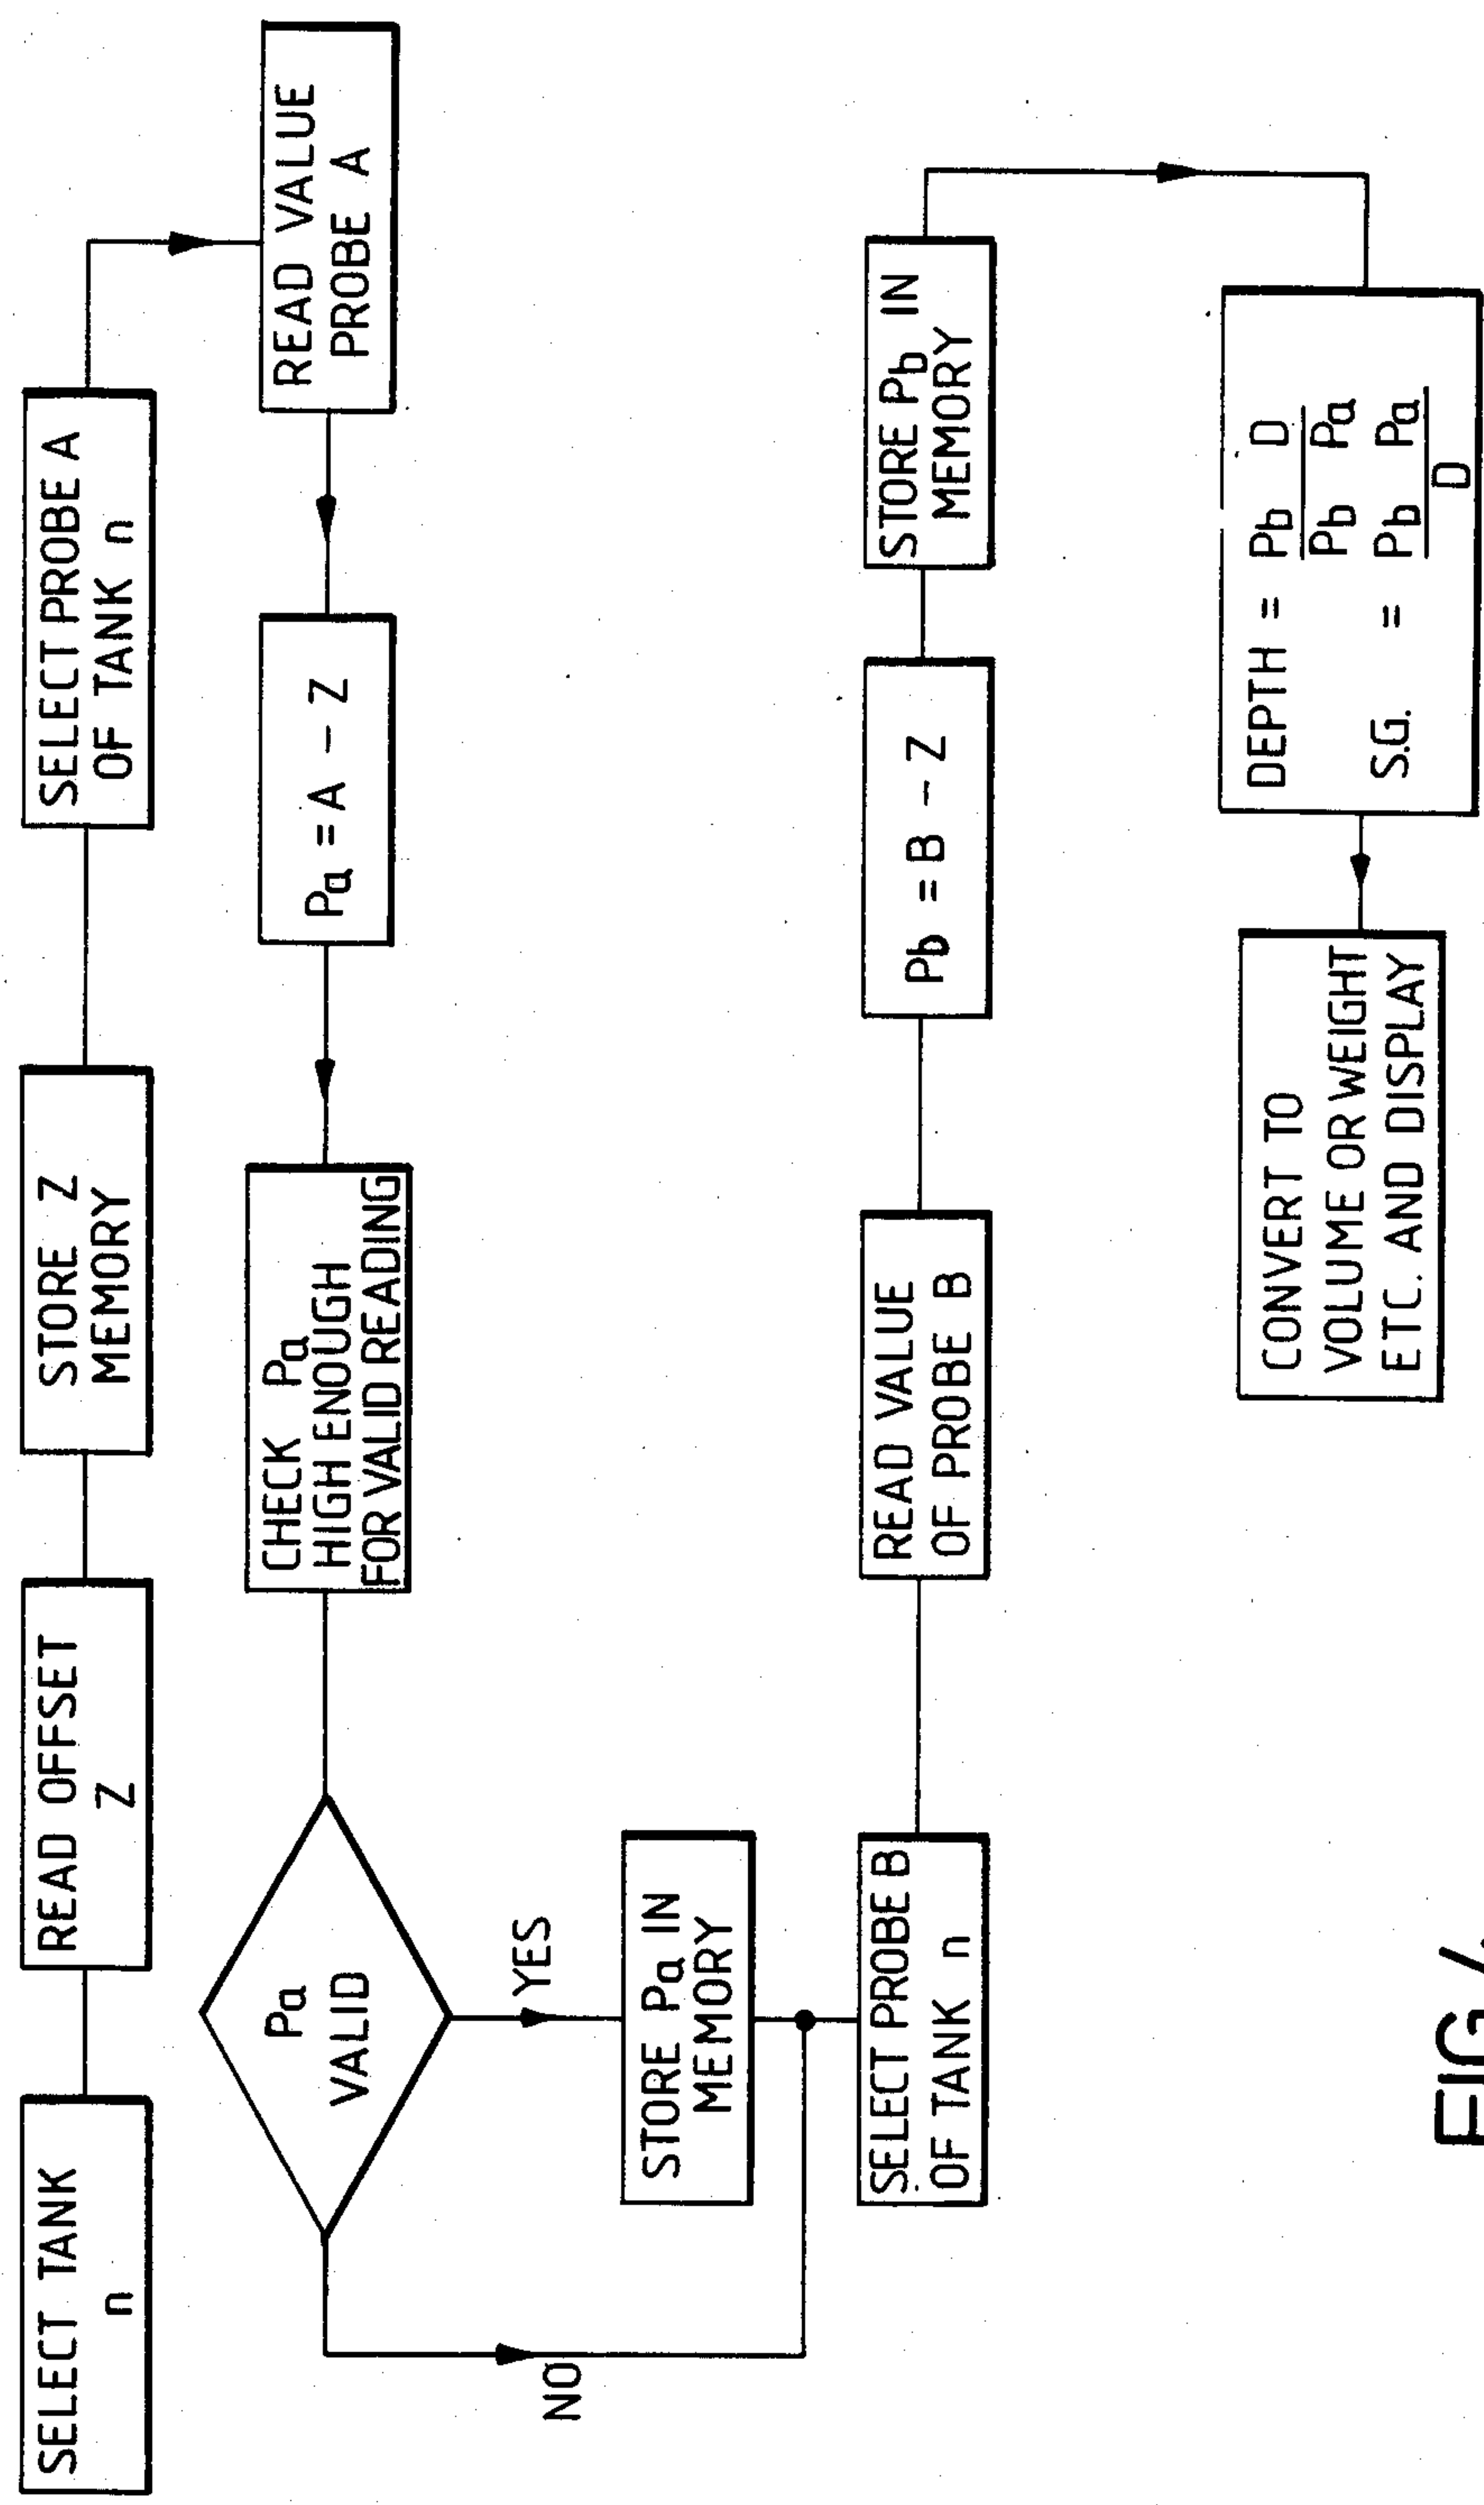 SELECT TANK
n
READ OFFSET
Z
STORE Z
MEMORY
SELECT PROBE A
OF TANK n
READ VALUE
PROBE A
Pa = A - Z
CHECK Pa
HIGH ENOUGH
FOR VALID READING
Pa
VALID
YES
NO
STORE Pa IN
MEMORY
SELECT PROBE B
OF TANK n
READ VALUE
OF PROBE B
Pb = B - Z
STORE Pb IN
MEMORY
DEPTH = Pb D
Pb Pa
S.G. = Pb Pa
D
CONVERT TO
VOLUME OR WEIGHT
ETC. AND DISPLAY